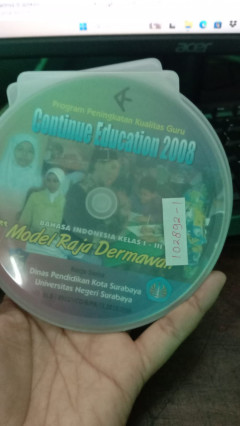 acer
Program Peningkatan Kualitas Guru
Continue Education 2008
BAHASA INDONESIA KELAS I - III
Model Raja Dermawan
102892-1
Dinas Pendidikan Kota Surabaya
Universitas Negeri Surabaya